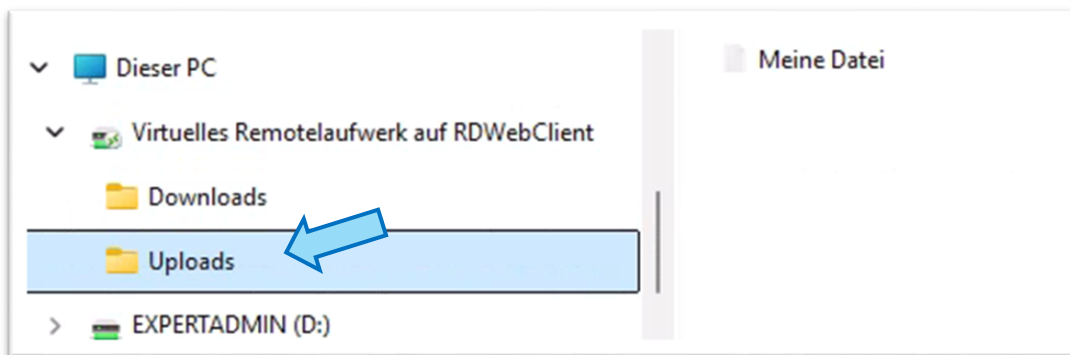 Dieser PC
Virtuelles Remotelaufwerk auf RDWebClient
Downloads
Uploads
EXPERTADMIN (D:)
Meine Datei